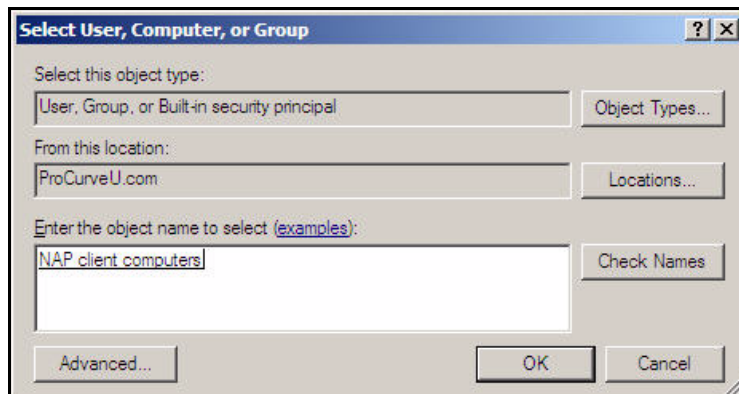 Select User, Computer, or Group
? X
Select this object type:
User, Group, or Built-in security principal
Object Types...
From this location:
ProCurveU.com
Locations...
Enter the object name to select (examples):
NAP client computers
Check Names
Advanced...
OK
Cancel